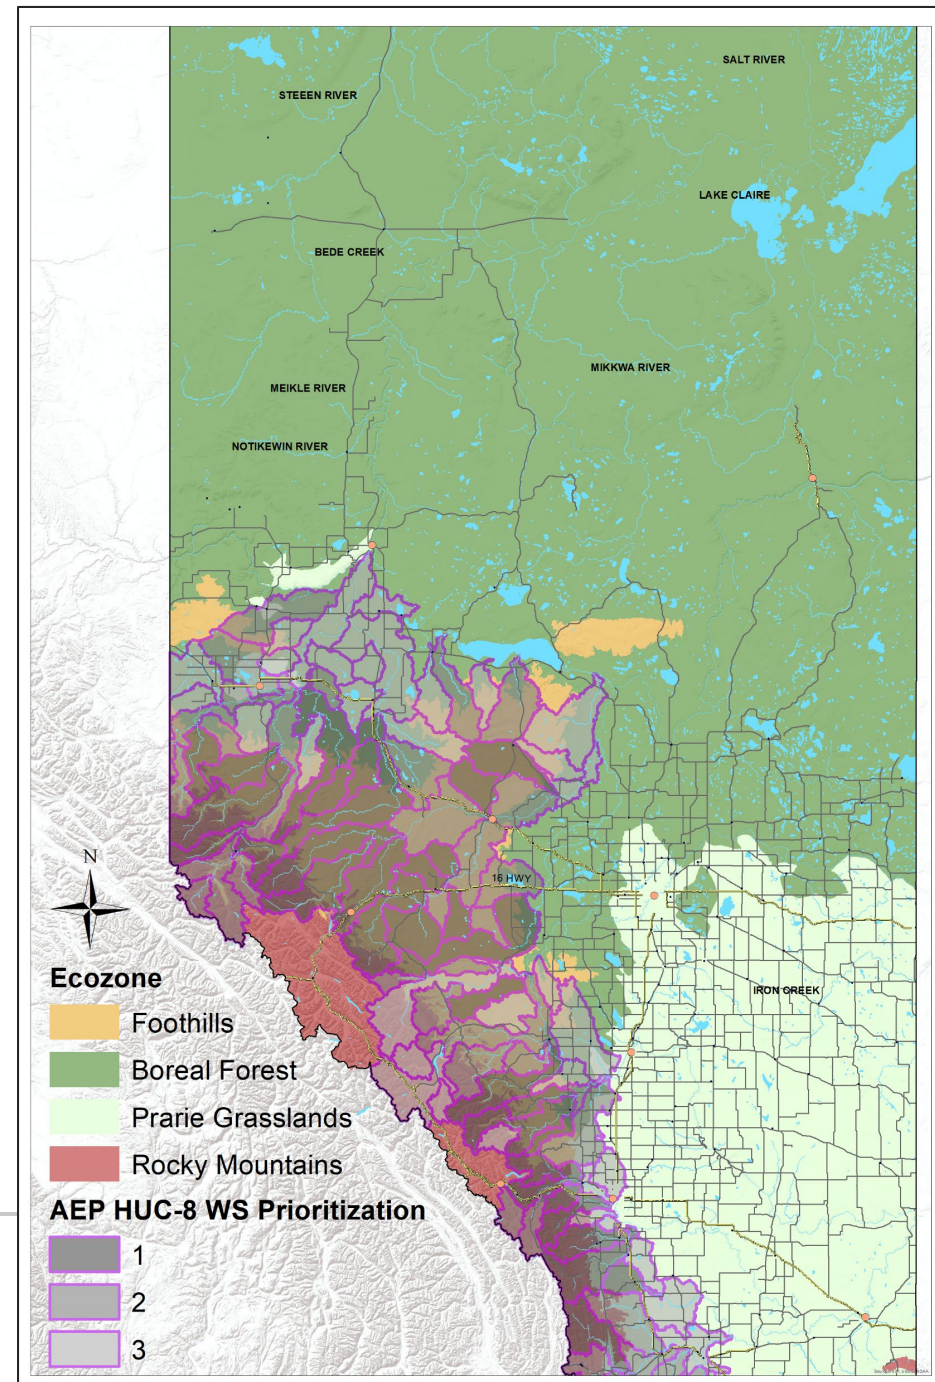 SALT RIVER
STEEEN RIVER
LAKE CLAIRE
BEDE CREEK
MIKKWA RIVER
MEIKLE RIVER
NOTIKEWIN RIVER
16 HWY
N
IRON CREEK
Ecozone
Foothills
Boreal Forest
Prarie Grasslands
Rocky Mountains
AEP HUC-8 WS Prioritization
1
2
3